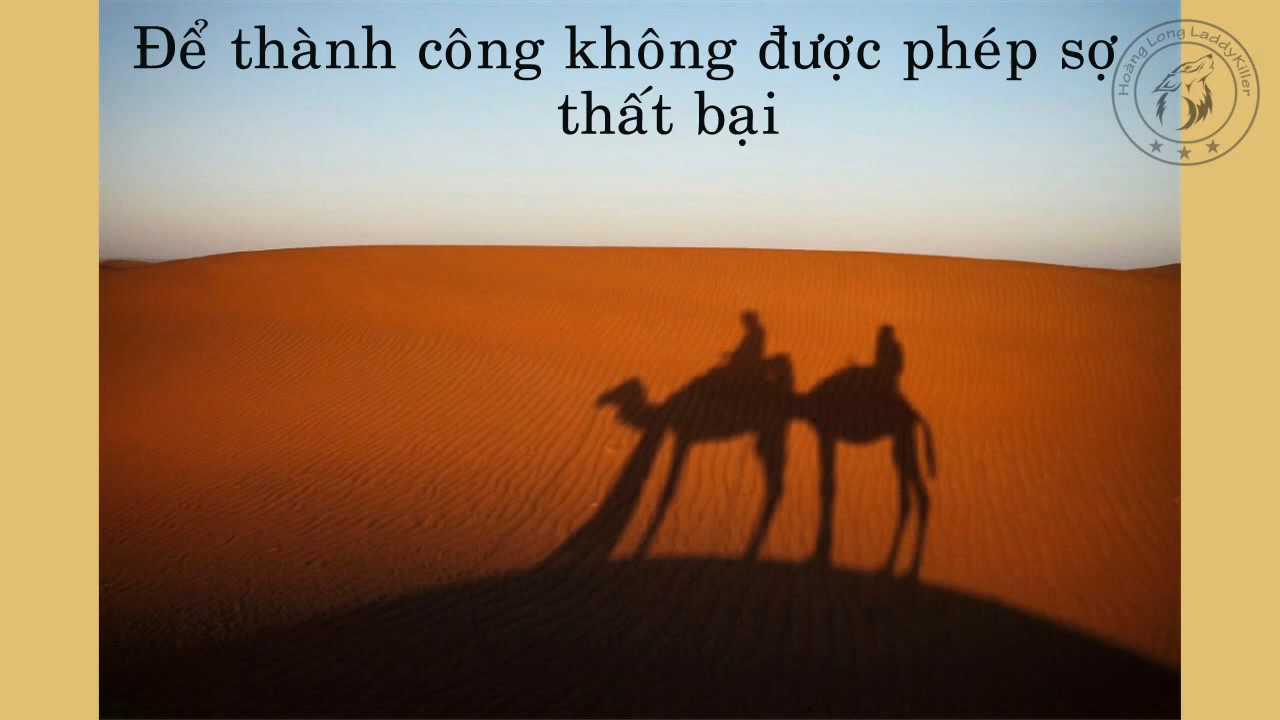 Để thành công không được phép sợ
thất bại
Hoàng Long LaddyKiller